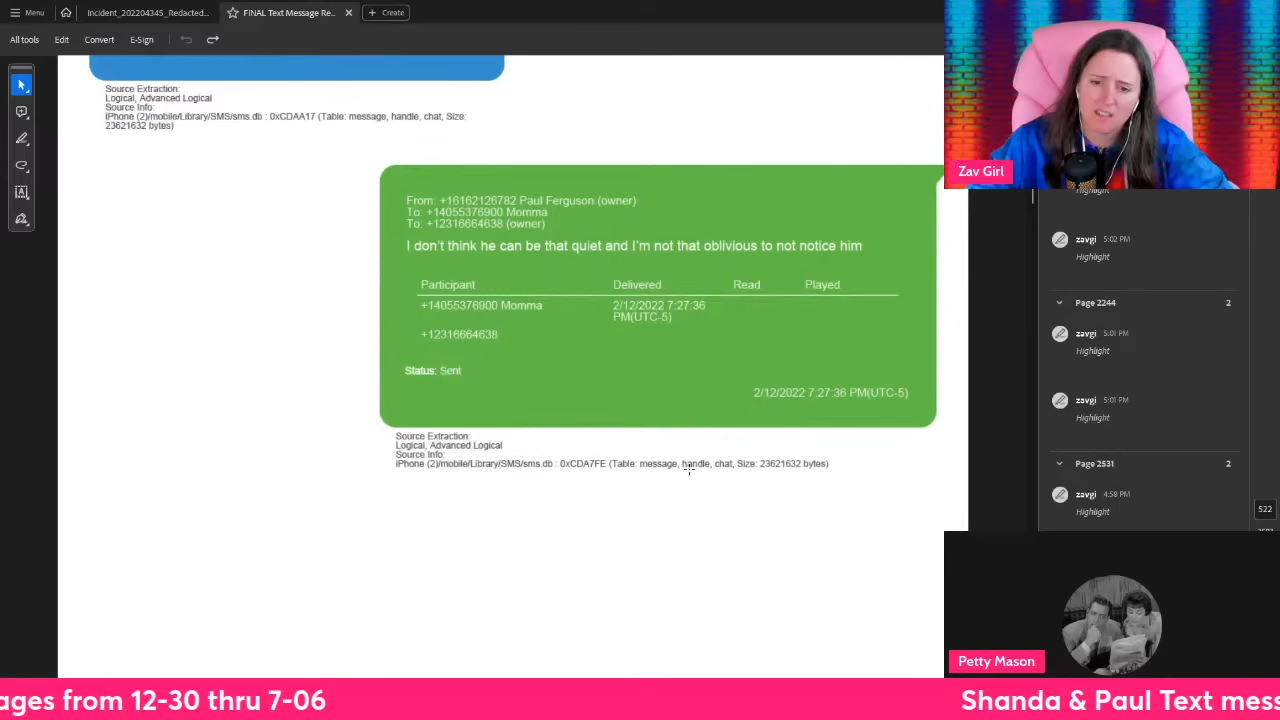 Menu
Incident_202204345_Redacted...
FINAL Text Message Re...
Create
All tools
Edit
Convert
E-Sign
Source Extraction:
Logical, Advanced Logical
Source Info:
iPhone (2)/mobile/Library/SMS/sms.db : 0xCDAA17 (Table: message, handle, chat, Size:
23621632 bytes)
From: +16162126782 Paul Ferguson (owner)
To: +14055376900 Momma
To: +12316664638 (owner)
I don't think he can be that quiet and I'm not that oblivious to not notice him
Participant Delivered Read Played
+14055376900 Momma 2/12/2022 7:27:36
PM(UTC-5)
+12316664638
Status: Sent
2/12/2022 7:27:36 PM(UTC-5)
Source Extraction:
Logical, Advanced Logical
Source Info:
iPhone (2)/mobile/Library/SMS/sms.db : 0xCDA7FE (Table: message, handle, chat, Size: 23621632 bytes)
Zav Girl
Highlight
zavgi 5:02 PM
Highlight
Page 2244 2
zavgi 5:01 PM
Highlight
zavgi 5:01 PM
Highlight
Page 2531 2
zavgi 4:58 PM
Highlight
522
Petty Mason
ages from 12-30 thru 7-06
Shanda & Paul Text mess